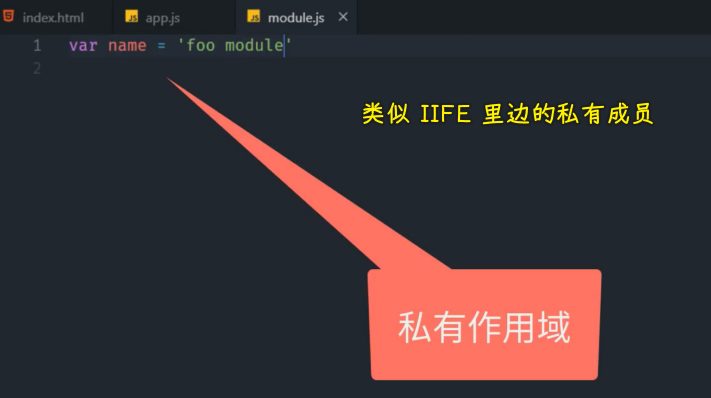 index.html app.js module.js
1 var name = 'foo module'
2
类似 IIFE 里边的私有成员
私有作用域